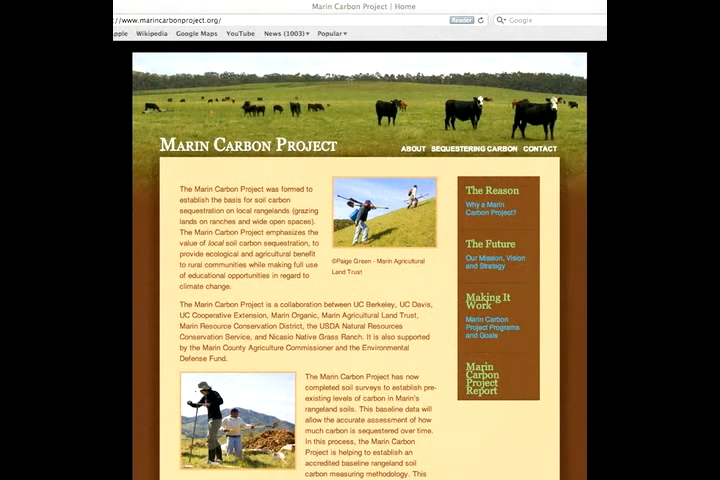 Marin Carbon Project | Home
://www.marincarbonproject.org/
Reader
Google
pple Wikipedia Google Maps YouTube News (1003)▾ Popular▾
MARIN CARBON PROJECT
ABOUT SEQUESTERING CARBON CONTACT
The Marin Carbon Project was formed to
establish the basis for soil carbon
sequestration on local rangelands (grazing
lands on ranches and wide open spaces).
The Marin Carbon Project emphasizes the
value of local soil carbon sequestration, to
provide ecological and agricultural benefit
to rural communities while making full use
of educational opportunities in regard to
climate change.
©Paige Green - Marin Agricultural
Land Trust
The Marin Carbon Project is a collaboration between UC Berkeley, UC Davis,
UC Cooperative Extension, Marin Organic, Marin Agricultural Land Trust,
Marin Resource Conservation District, the USDA Natural Resources
Conservation Service, and Nicasio Native Grass Ranch. It is also supported
by the Marin County Agriculture Commissioner and the Environmental
Defense Fund.
The Marin Carbon Project has now
completed soil surveys to establish pre-
existing levels of carbon in Marin's
rangeland soils. This baseline data will
allow the accurate assessment of how
much carbon is sequestered over time.
In this process, the Marin Carbon
Project is helping to establish an
accredited baseline rangeland soil
carbon measuring methodology. This
The Reason
Why a Marin
Carbon Project?
The Future
Our Mission, Vision
and Strategy
Making It
Work
Marin Carbon
Project Programs
and Goals
Marin
Carbon
Project
Report